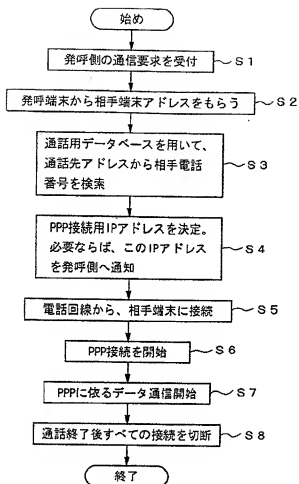 始め
発呼側の通信要求を受付
S1
発呼端末から相手端末アドレスをもらう
S2
通話用データベースを用いて、
通話先アドレスから相手電話
番号を検索
S3
PPP接続用IPアドレスを決定。
必要ならば、このIPアドレス
を発呼側へ通知
S4
電話回線から、相手端末に接続
S5
PPP接続を開始
S6
PPPに依るデータ通信開始
S7
通話終了後すべての接続を切断
S8
終了